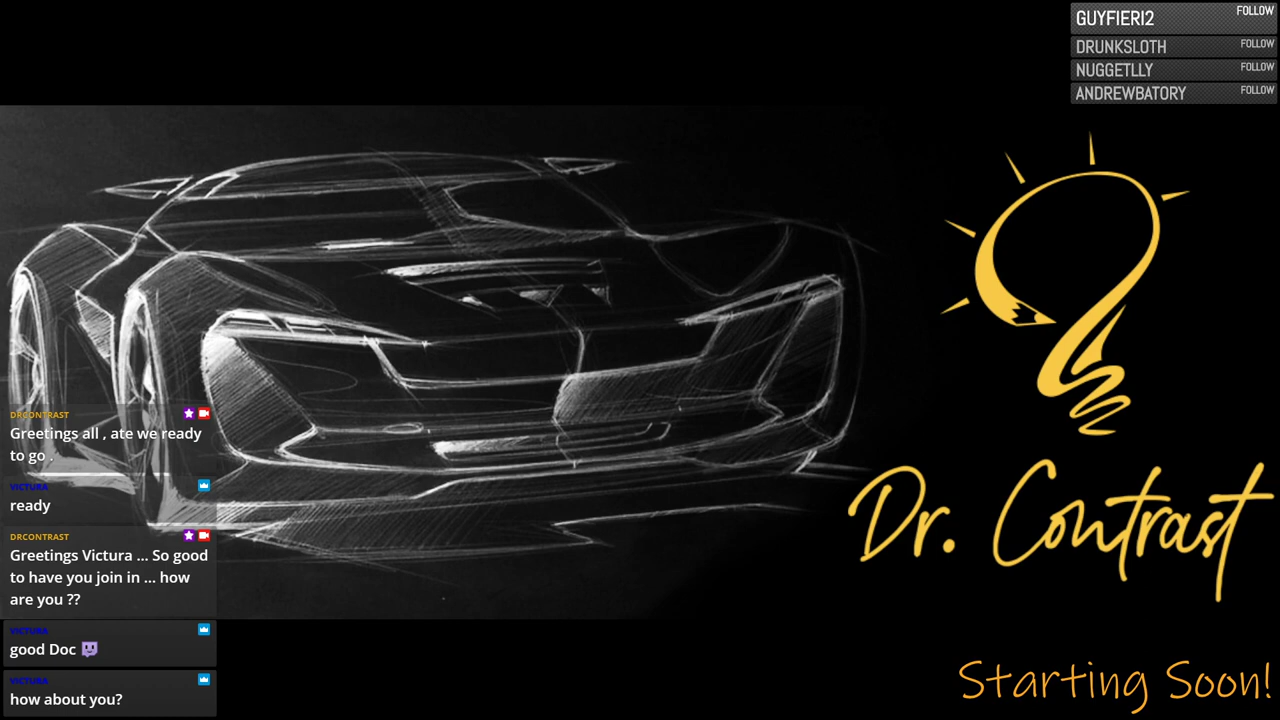 GUYFIERI2 FOLLOW
DRUNKSLOTH FOLLOW
NUGGETLLY FOLLOW
ANDREWBATORY FOLLOW
DRCONTRAST
Greetings all , ate we ready
to go .
VICTURA
ready
DRCONTRAST
Greetings Victura ... So good
to have you join in ... how
are you ??
VICTURA
good Doc
VICTURA
how about you?
Dr. Contrast
Starting Soon!